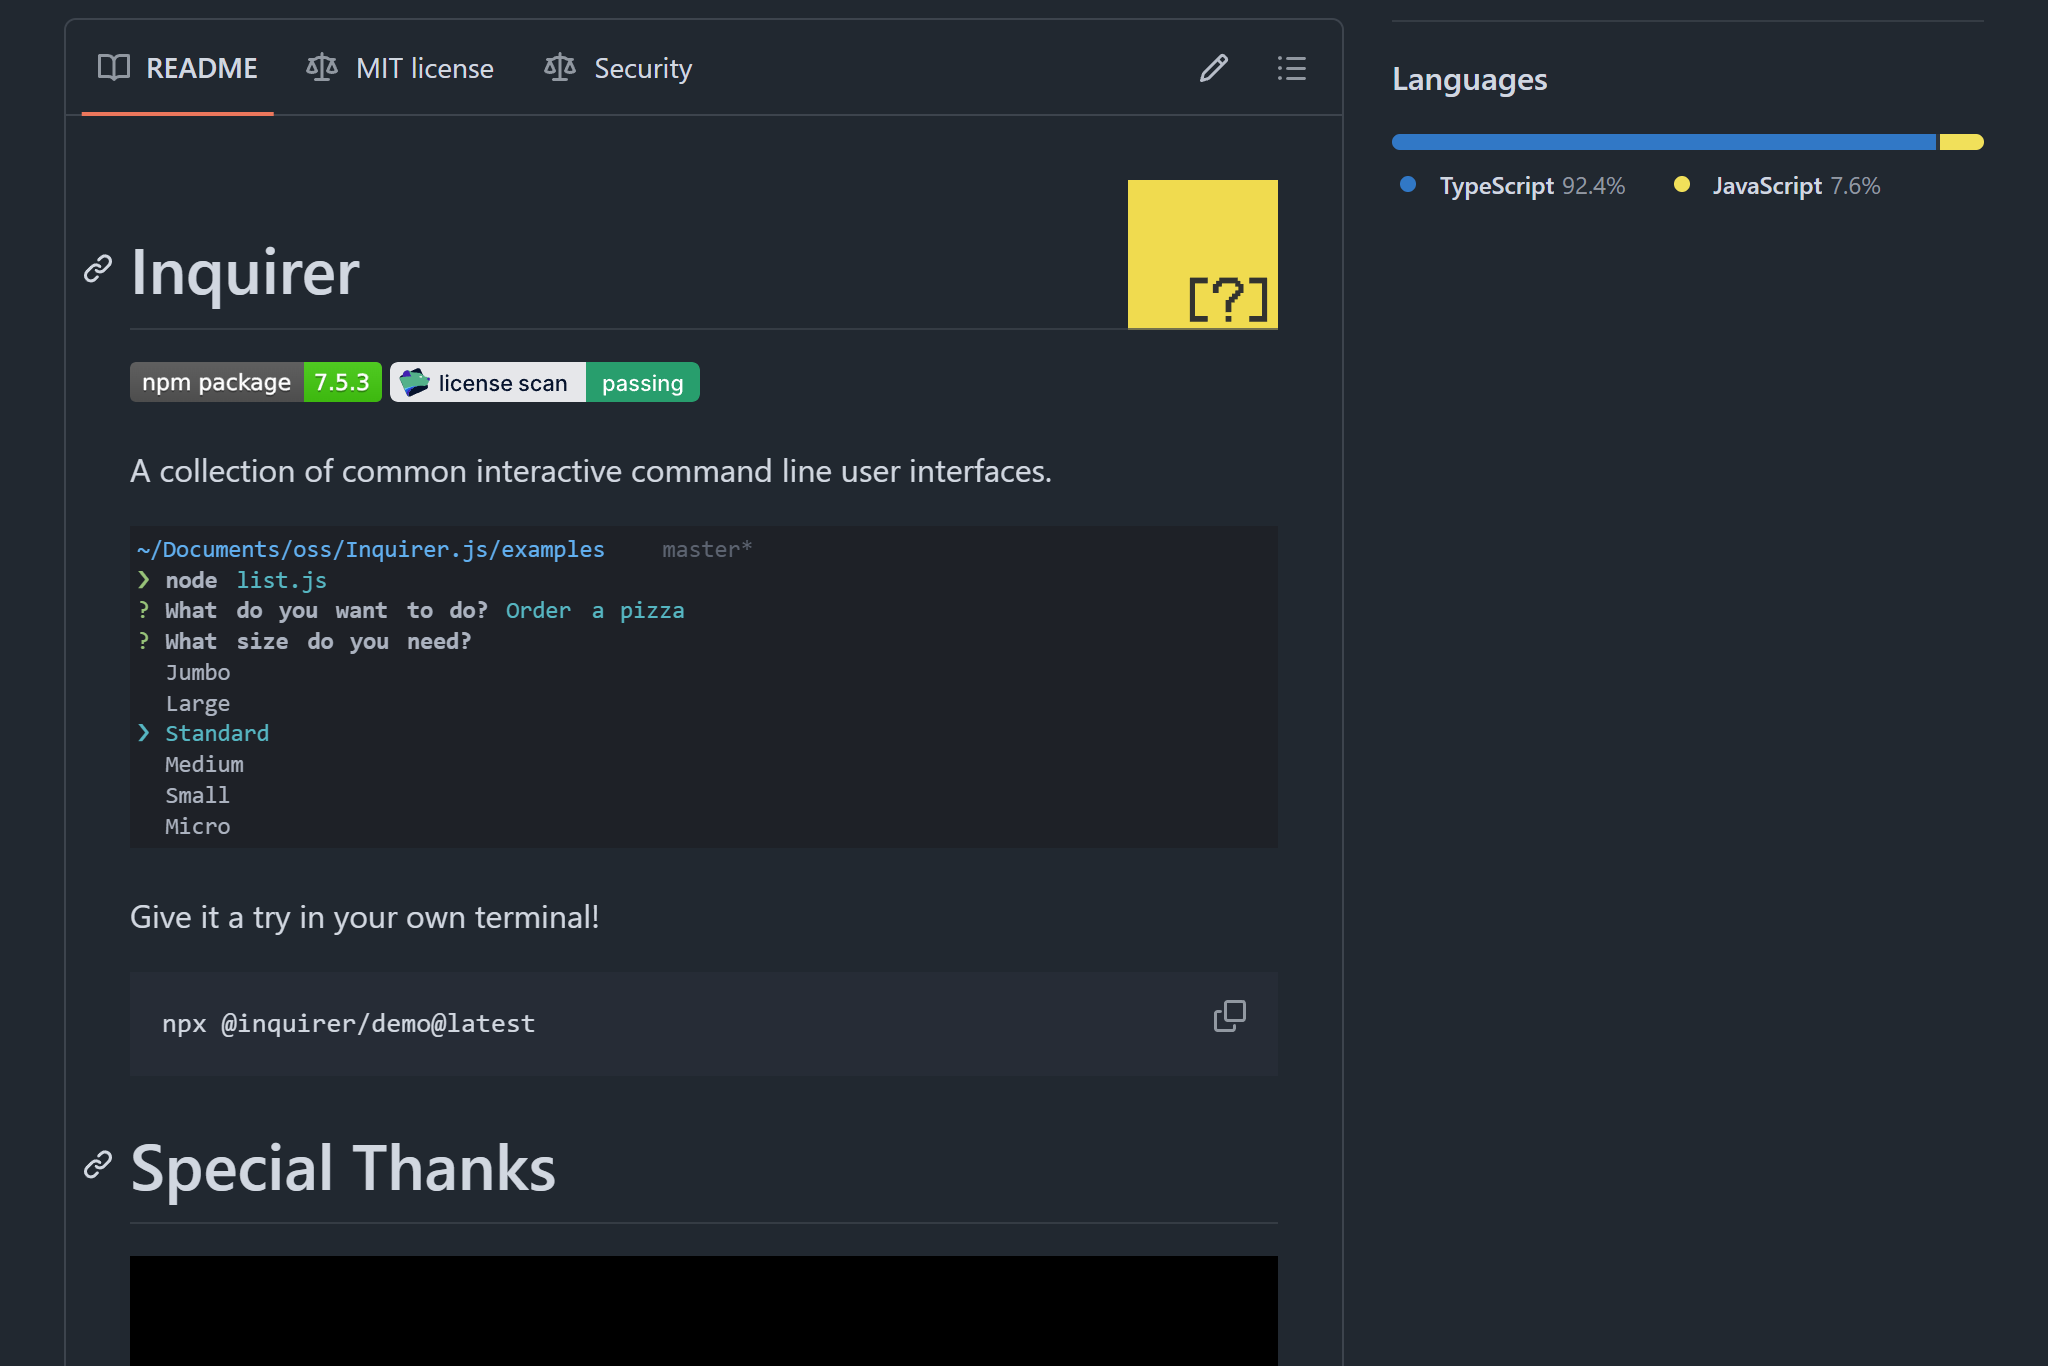 README
MIT license
Security
Inquirer
[?]
npm package 7.5.3
license scan passing
A collection of common interactive command line user interfaces.
~/Documents/oss/Inquirer.js/examples master*
❯ node list.js
? What do you want to do? Order a pizza
? What size do you need?
Jumbo
Large
❯ Standard
Medium
Small
Micro
Give it a try in your own terminal!
npx @inquirer/demo@latest
Special Thanks
Languages
TypeScript 92.4%
JavaScript 7.6%